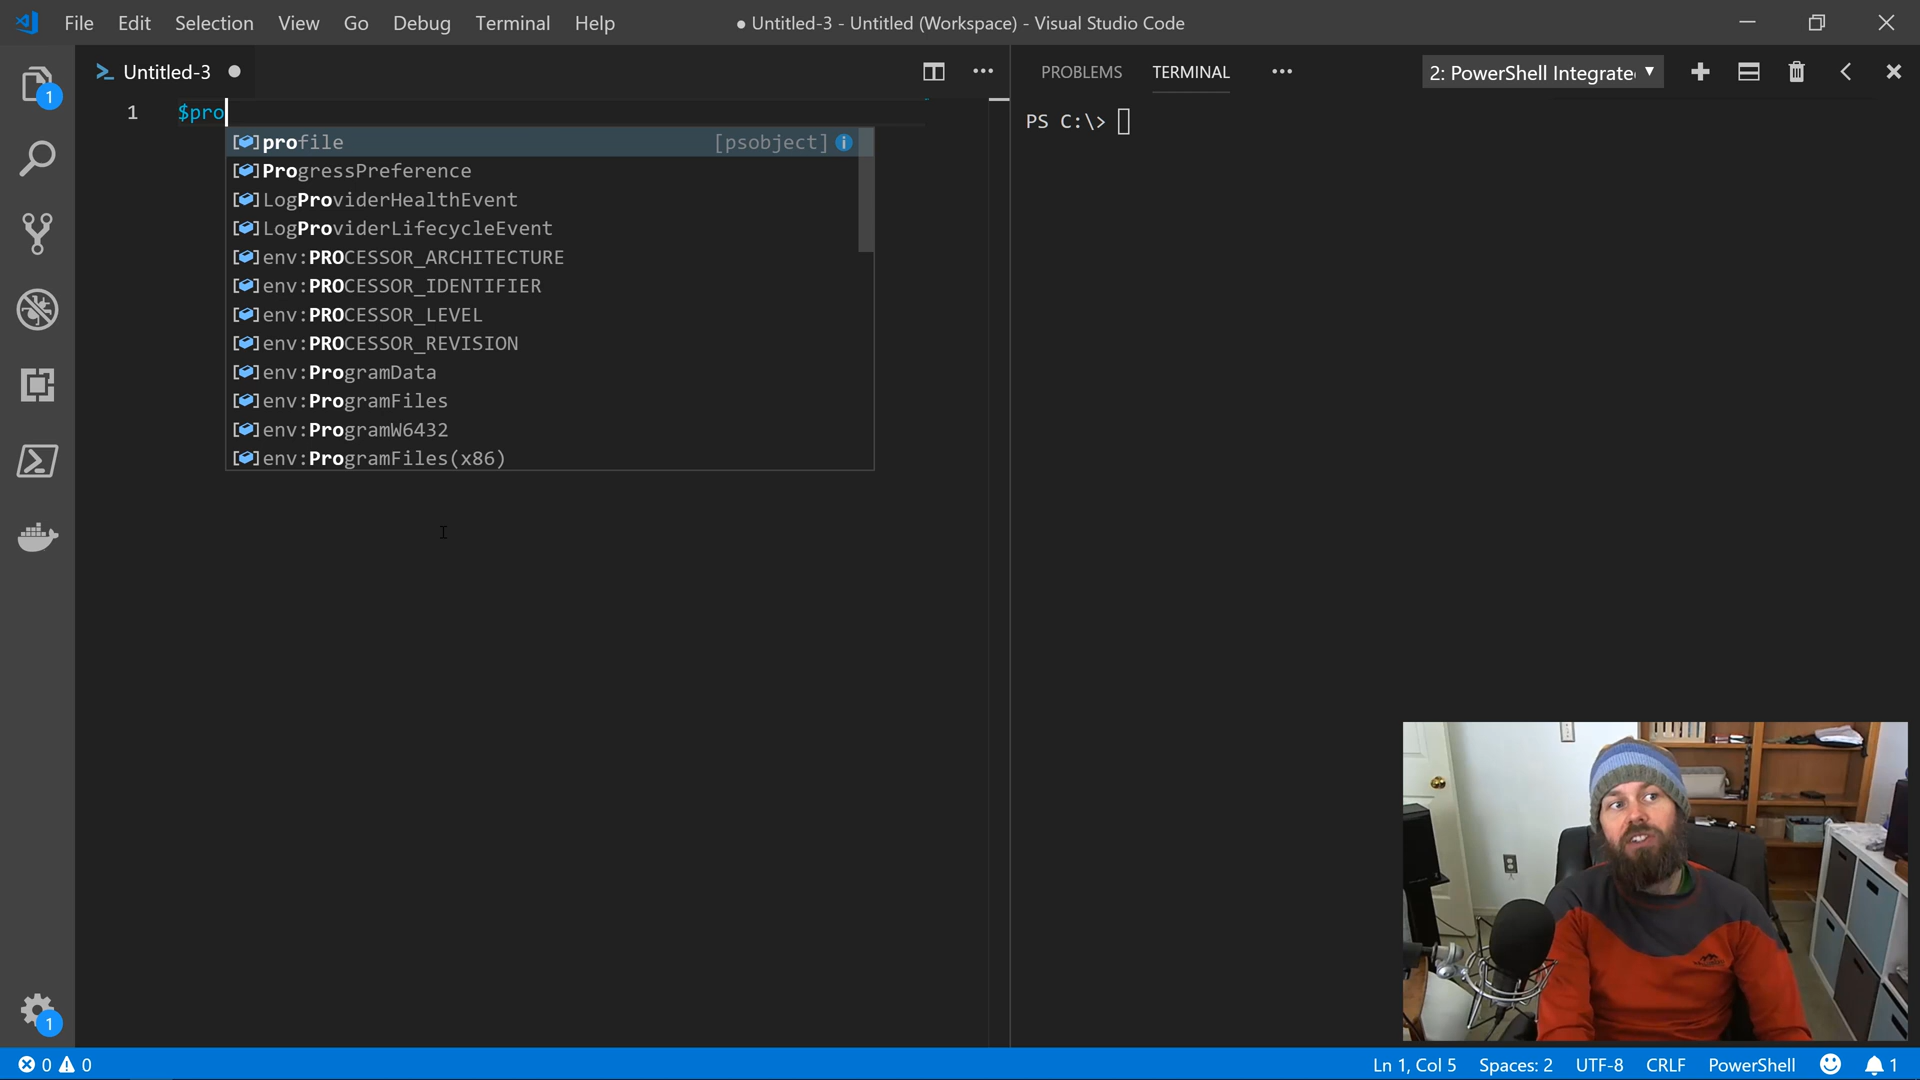 File Edit Selection View Go Debug Terminal Help
● Untitled-3 - Untitled (Workspace) - Visual Studio Code
Untitled-3
PROBLEMS TERMINAL
2: PowerShell Integrate
1 $pro
profile [psobject]
ProgressPreference
LogProviderHealthEvent
LogProviderLifecycleEvent
env:PROCESSOR_ARCHITECTURE
env:PROCESSOR_IDENTIFIER
env:PROCESSOR_LEVEL
env:PROCESSOR_REVISION
env:ProgramData
env:ProgramFiles
env:ProgramW6432
env:ProgramFiles(x86)
PS C:\>
1
1
0 0
Ln 1, Col 5 Spaces: 2 UTF-8 CRLF PowerShell 1